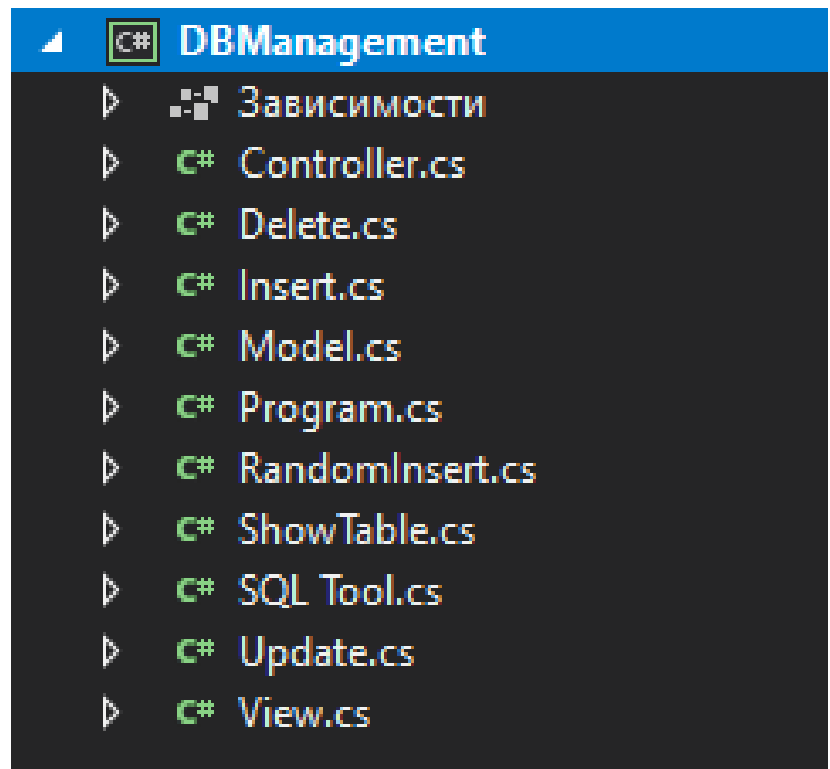 C# DBManagement
Зависимости
C# Controller.cs
C# Delete.cs
C# Insert.cs
C# Model.cs
C# Program.cs
C# RandomInsert.cs
C# ShowTable.cs
C# SQL Tool.cs
C# Update.cs
C# View.cs